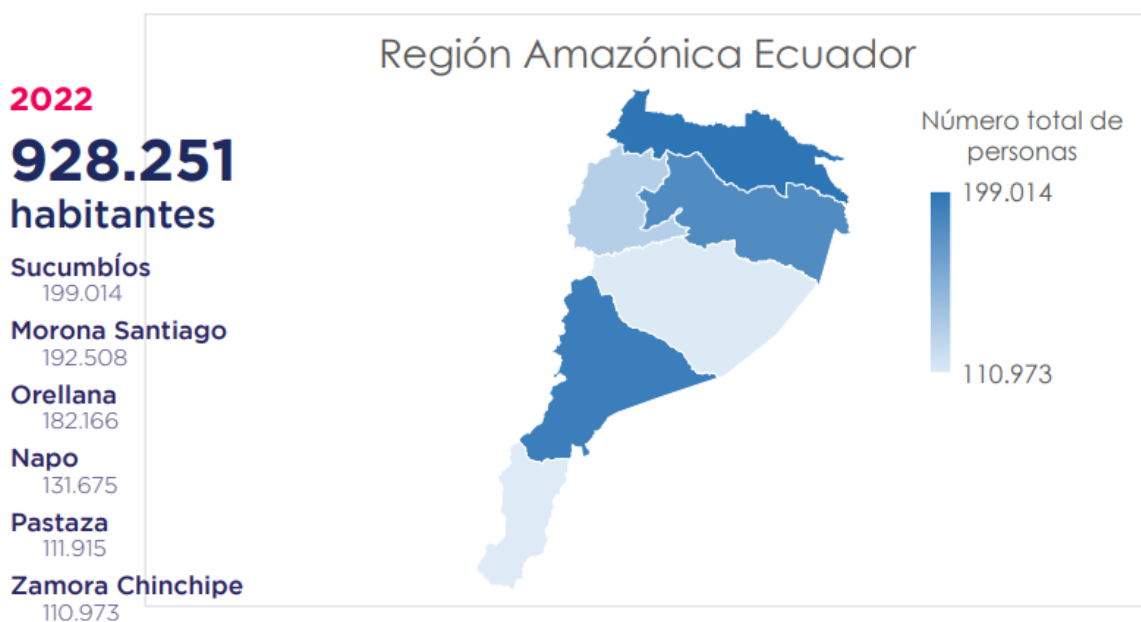 Región Amazónica Ecuador
2022
928.251
habitantes
Sucumbíos
199.014
Morona Santiago
192.508
Orellana
182.166
Napo
131.675
Pastaza
111.915
Zamora Chinchipe
110.973
Número total de
personas
199.014
110.973